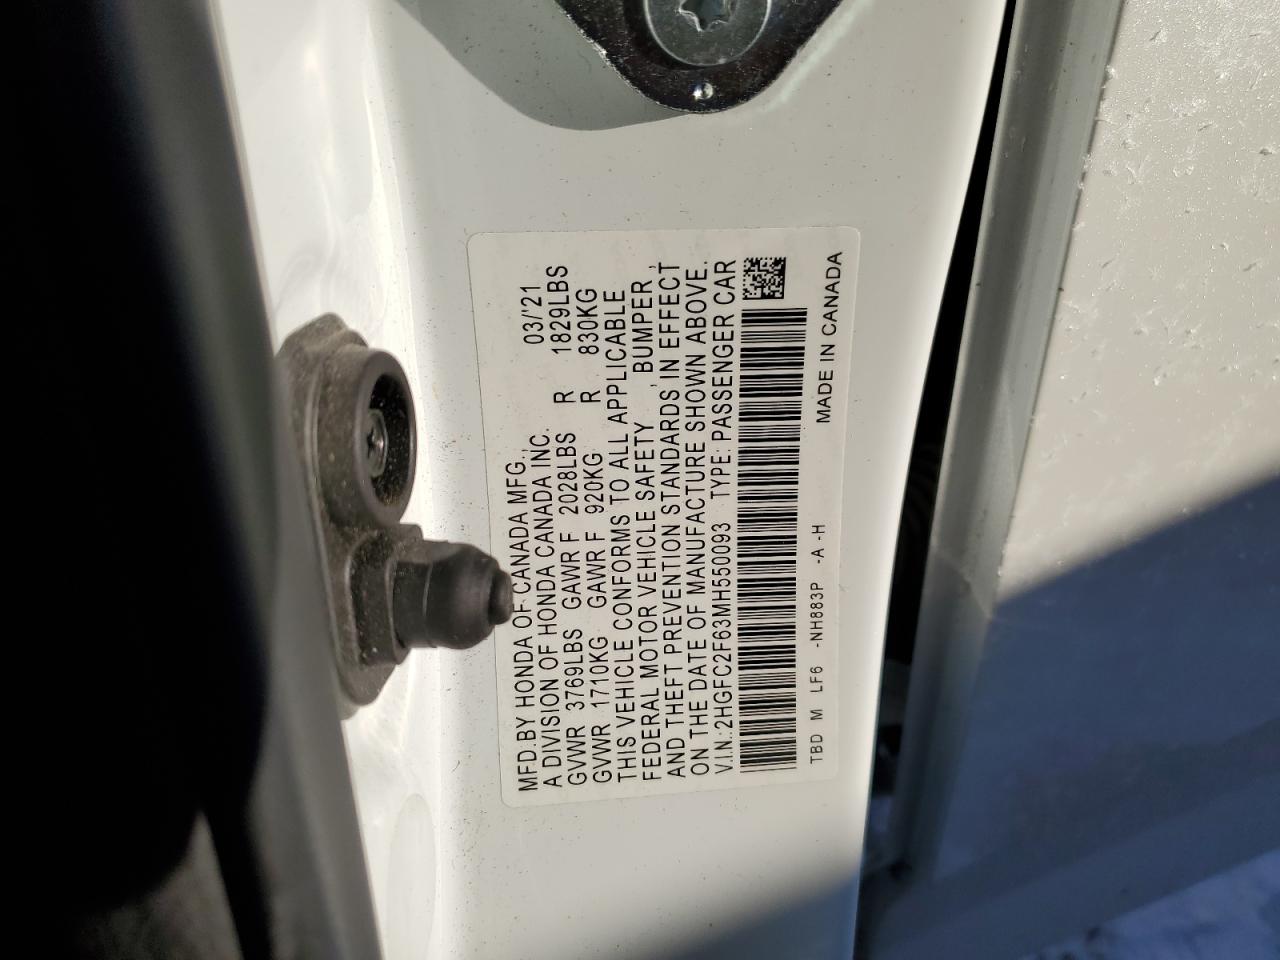 MFD.BY HONDA OF CANADA MFG., 03/'21
A DIVISION OF HONDA CANADA INC.
GVWR 3769LBS GAWR F 2028LBS R 1829LBS
GVWR 1710KG GAWR F 920KG R 830KG
THIS VEHICLE CONFORMS TO ALL APPLICABLE
FEDERAL MOTOR VEHICLE SAFETY , BUMPER ,
AND THEFT PREVENTION STANDARDS IN EFFECT
ON THE DATE OF MANUFACTURE SHOWN ABOVE.
V.I.N.:2HGFC2F63MH550093 TYPE: PASSENGER CAR
TBD M LF6 -NH883P -A -H MADE IN CANADA